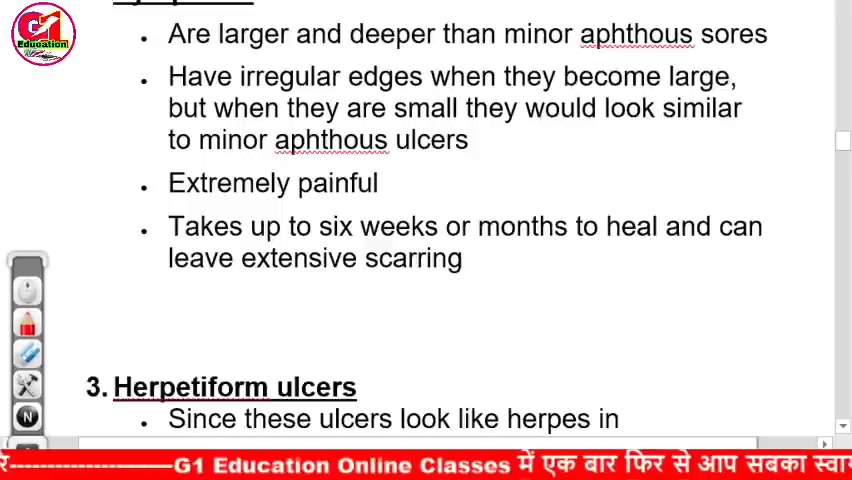 G1
Education
• Are larger and deeper than minor aphthous sores
• Have irregular edges when they become large,
but when they are small they would look similar
to minor aphthous ulcers
• Extremely painful
• Takes up to six weeks or months to heal and can
leave extensive scarring
3. Herpetiform ulcers
• Since these ulcers look like herpes in
N
रे-----------------------G1 Education Online Classes में एक बार फिर से आप सबका स्वा